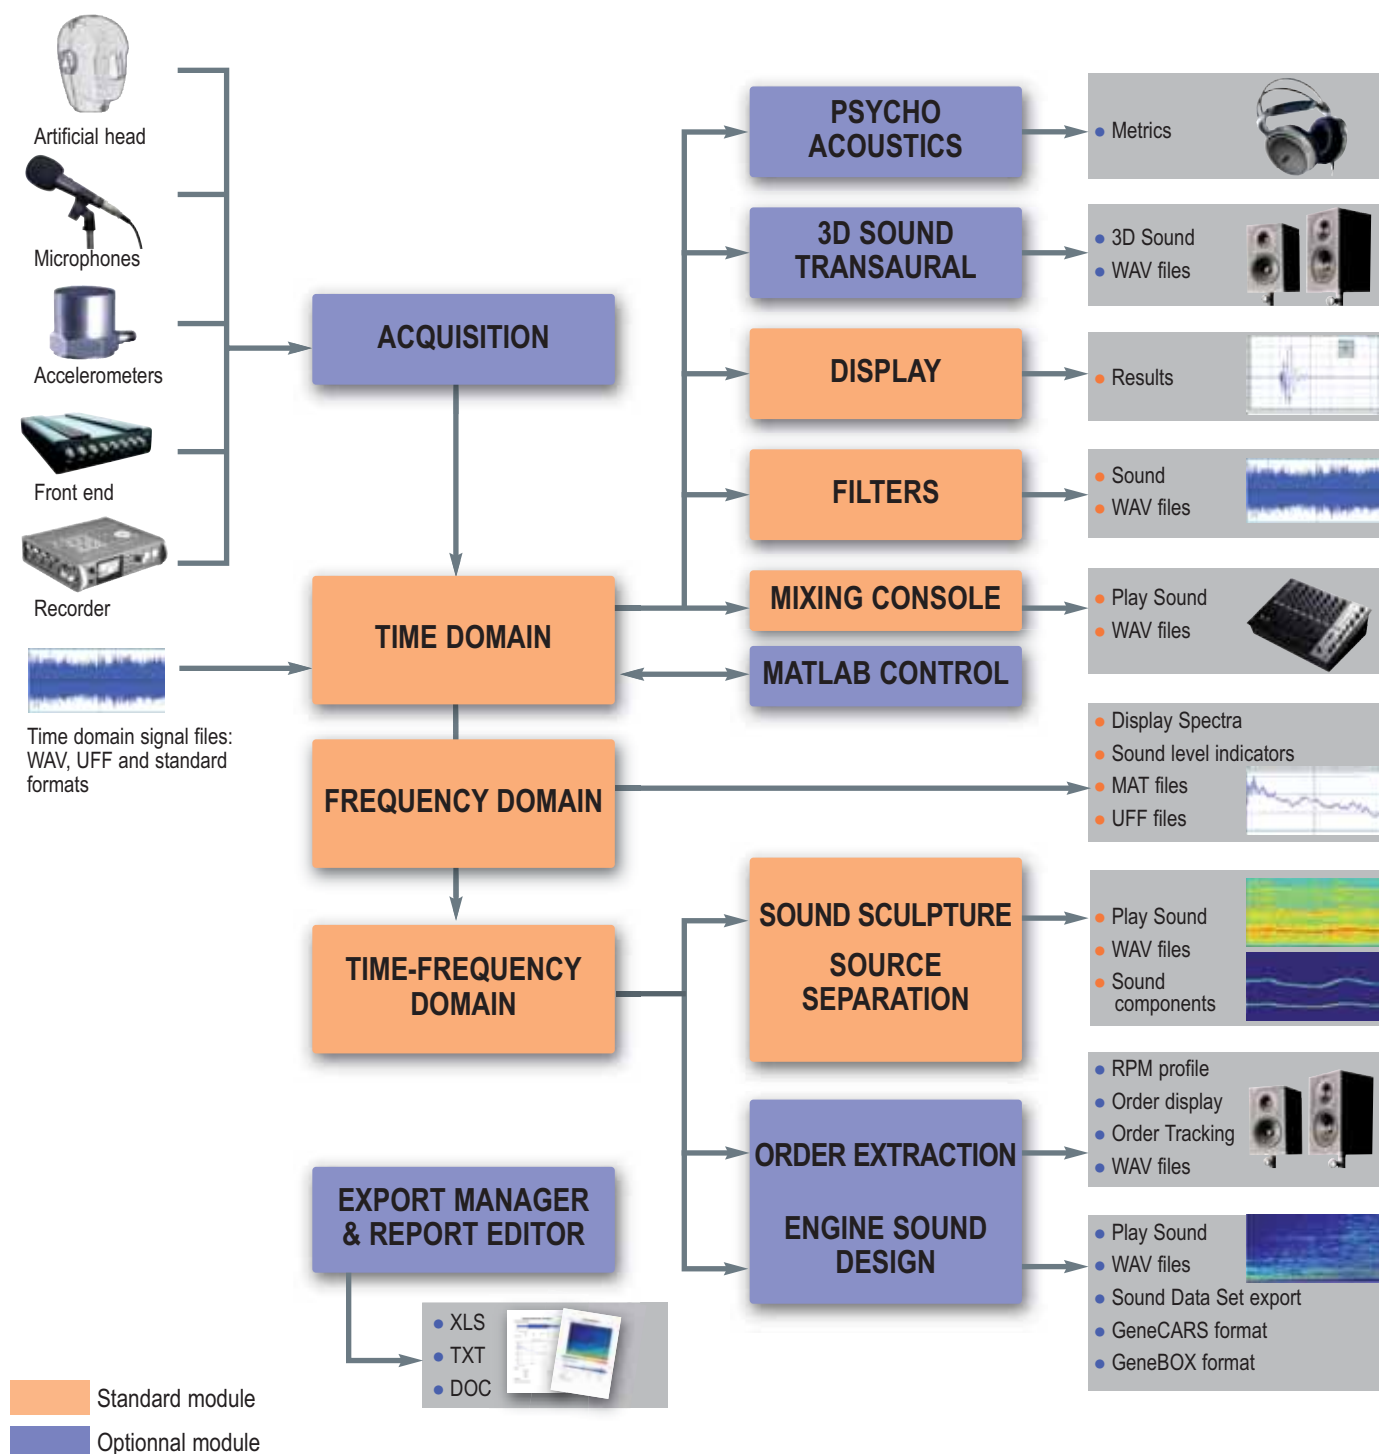 Artificial head
Microphones
Accelerometers
Front end
Recorder
Time domain signal files:
WAV, UFF and standard
formats
ACQUISITION
TIME DOMAIN
FREQUENCY DOMAIN
TIME-FREQUENCY
DOMAIN
EXPORT MANAGER
& REPORT EDITOR
XLS
TXT
DOC
PSYCHO
ACOUSTICS
Metrics
3D SOUND
TRANSAURAL
3D Sound
WAV files
DISPLAY
Results
FILTERS
Sound
WAV files
MIXING CONSOLE
Play Sound
WAV files
MATLAB CONTROL
Display Spectra
Sound level indicators
MAT files
UFF files
SOUND SCULPTURE
SOURCE
SEPARATION
Play Sound
WAV files
Sound
components
ORDER EXTRACTION
RPM profile
Order display
Order Tracking
WAV files
ENGINE SOUND
DESIGN
Play Sound
WAV files
Sound Data Set export
GeneCARS format
GeneBOX format
Standard module
Optionnal module